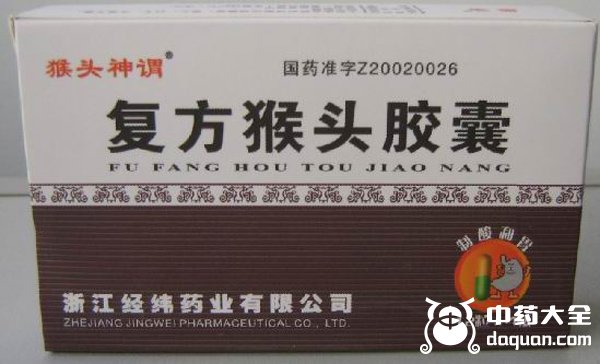 猴头神谓®
国药准字Z20020026
复方猴头胶囊
FU FANG HOU TOU JIAO NANG
制酸和胃
浙江经纬药业有限公司
ZHEJIANG JINGWEI PHARMACEUTICAL CO., LTD.
中药大全
daquan.com